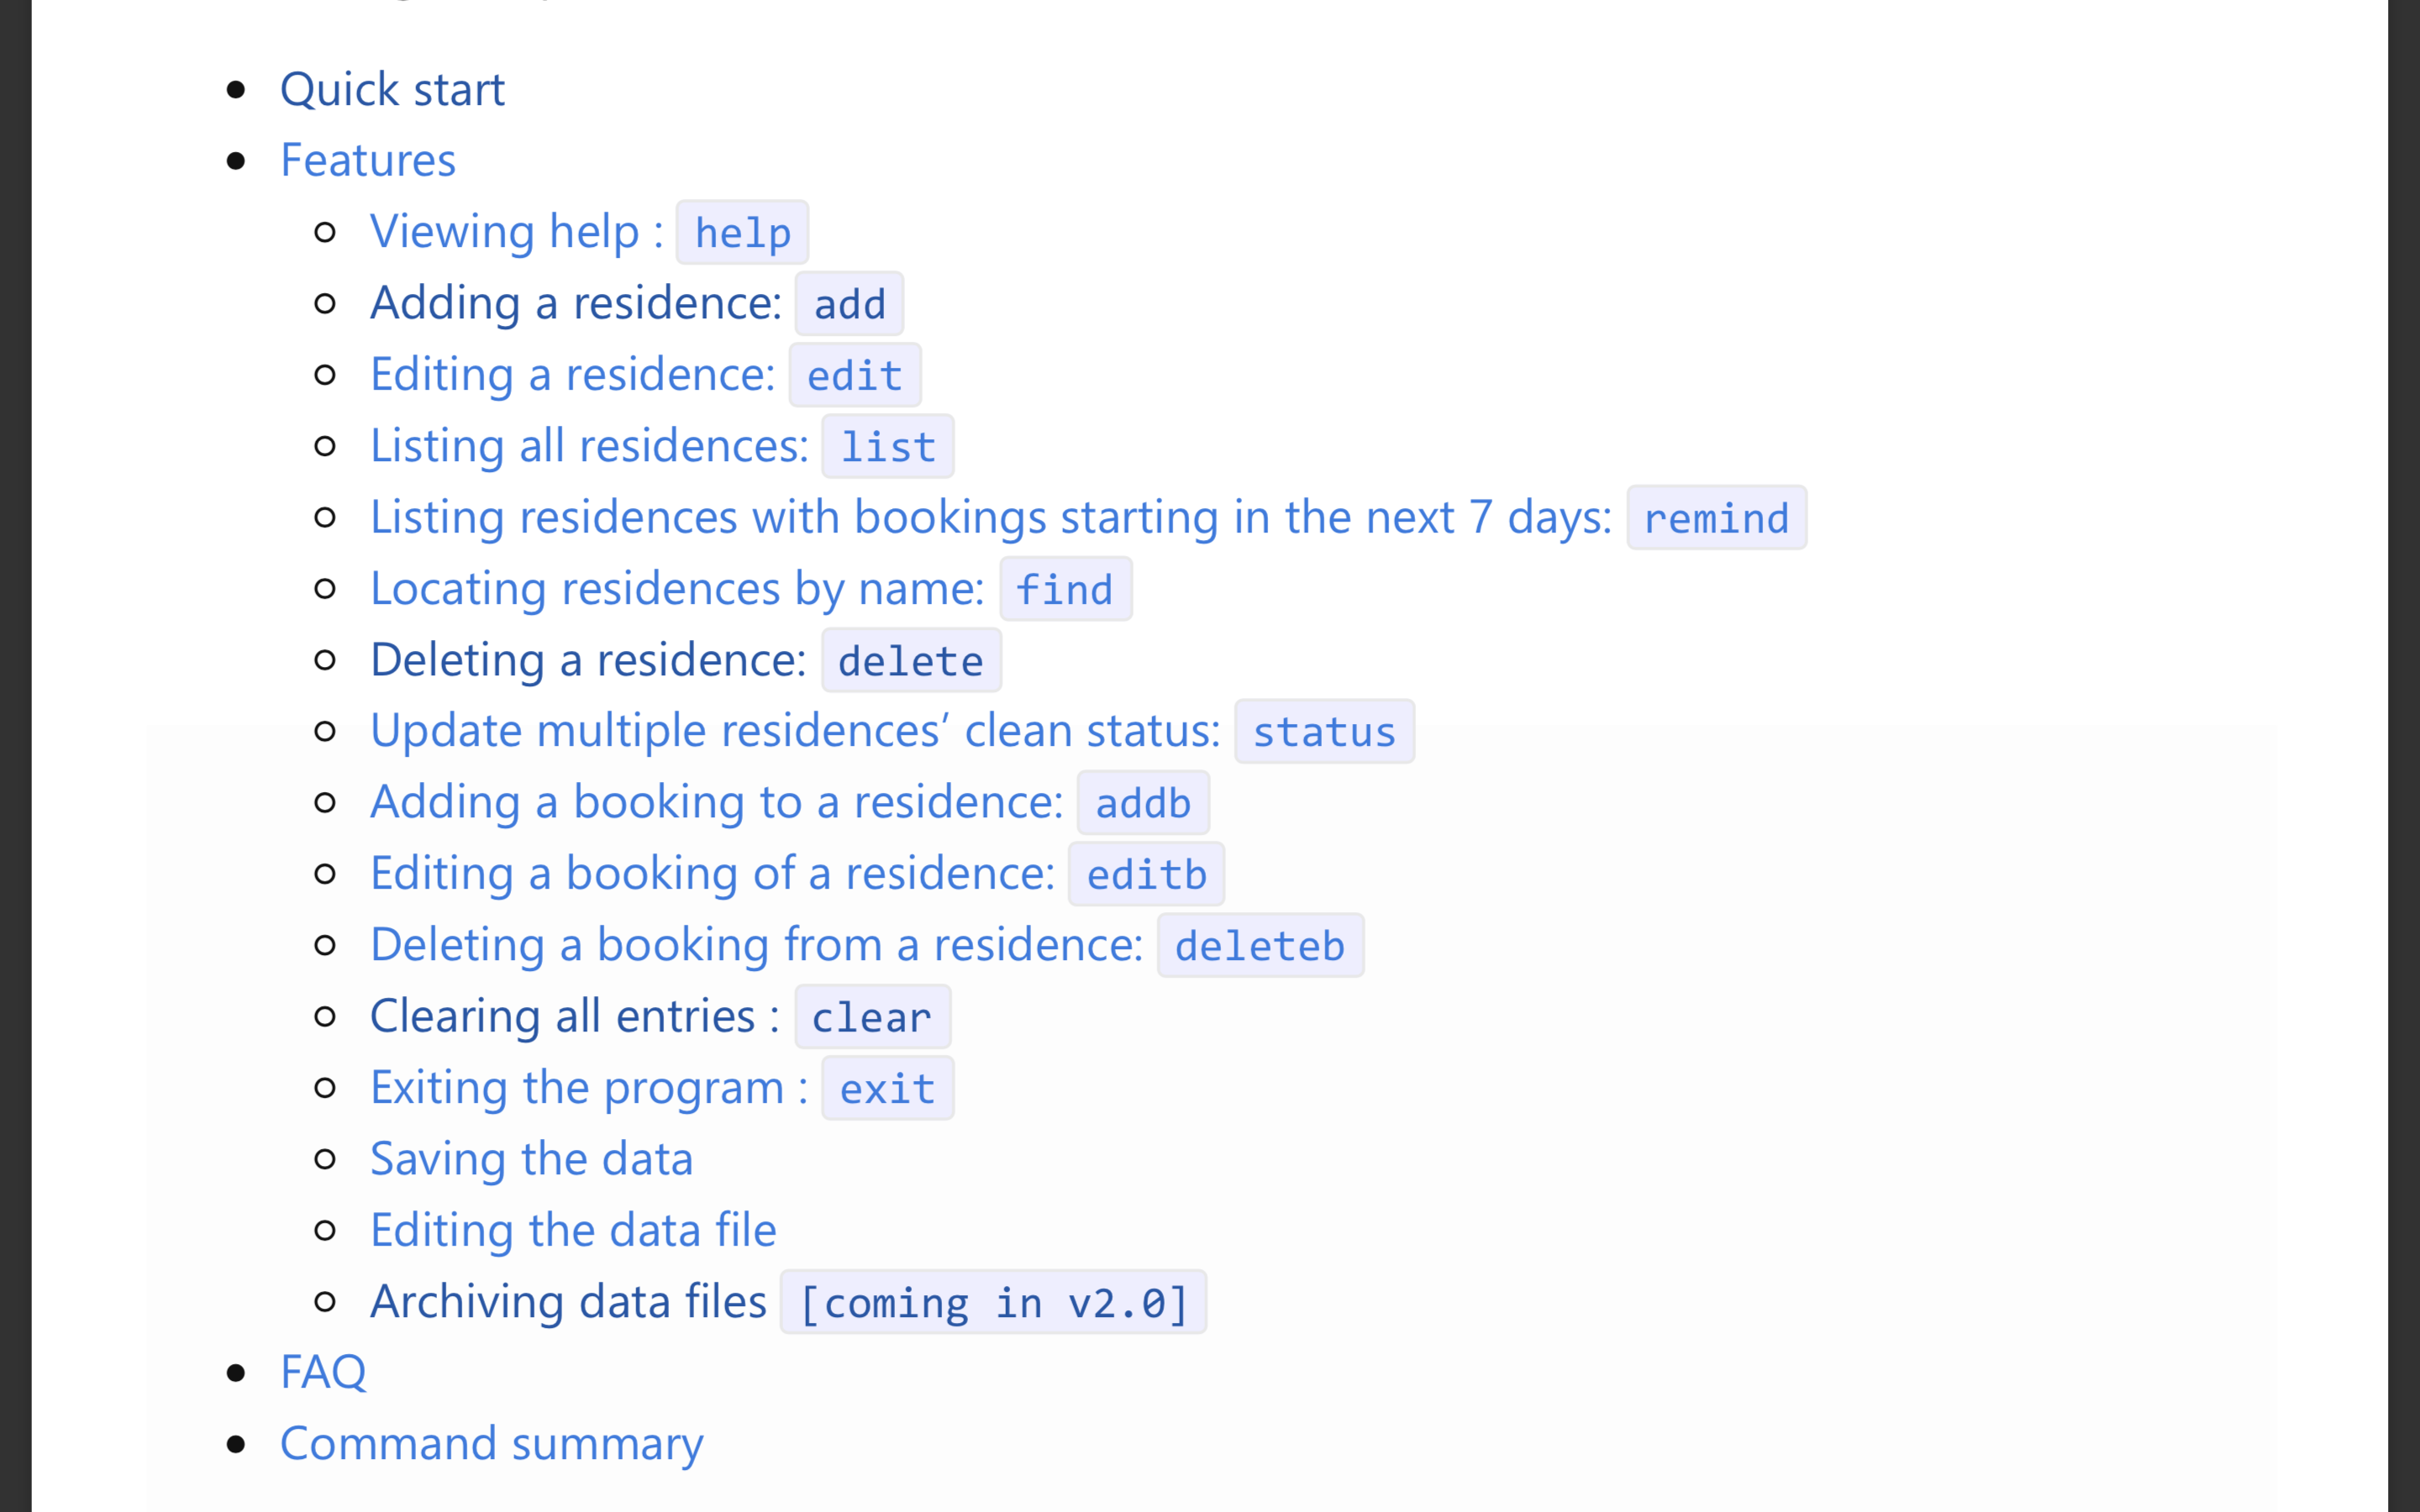 Quick start
Features
Viewing help : help
Adding a residence: add
Editing a residence: edit
Listing all residences: list
Listing residences with bookings starting in the next 7 days: remind
Locating residences by name: find
Deleting a residence: delete
Update multiple residences’ clean status: status
Adding a booking to a residence: addb
Editing a booking of a residence: editb
Deleting a booking from a residence: deleteb
Clearing all entries : clear
Exiting the program : exit
Saving the data
Editing the data file
Archiving data files [coming in v2.0]
FAQ
Command summary